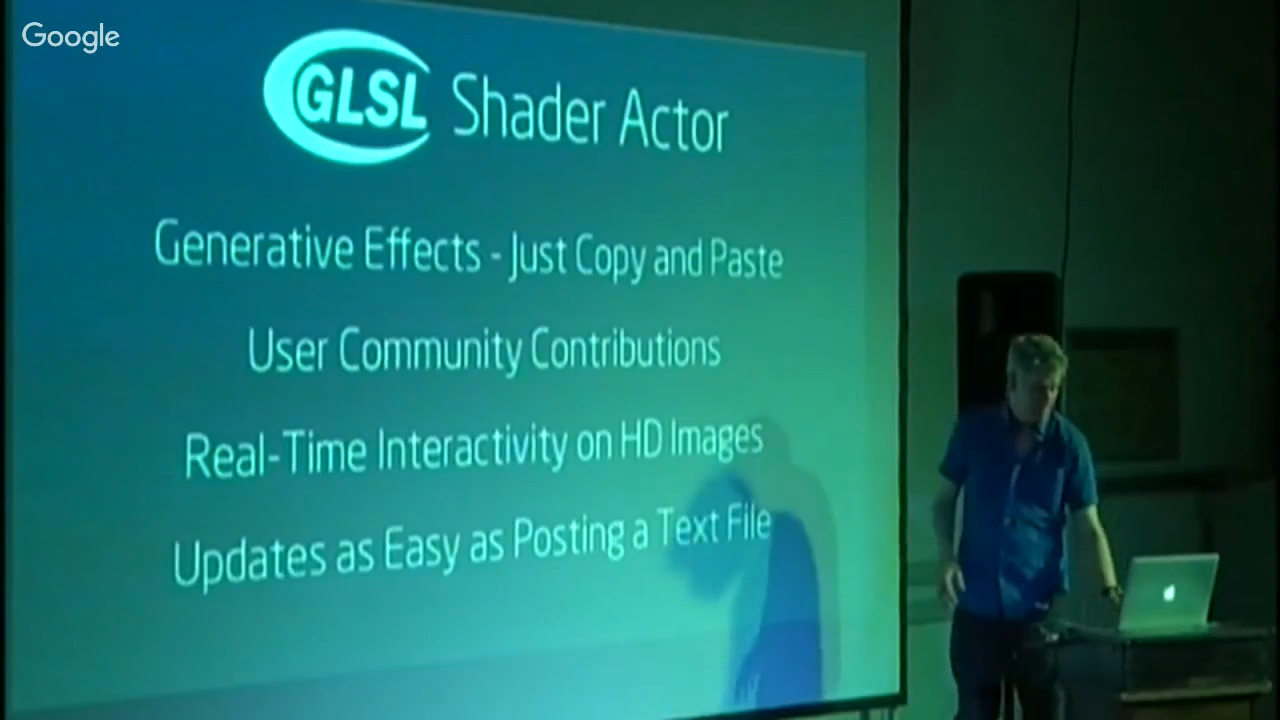 Google
GLSL Shader Actor
Generative Effects - Just Copy and Paste
User Community Contributions
Real-Time Interactivity on HD Images
Updates as Easy as Posting a Text File